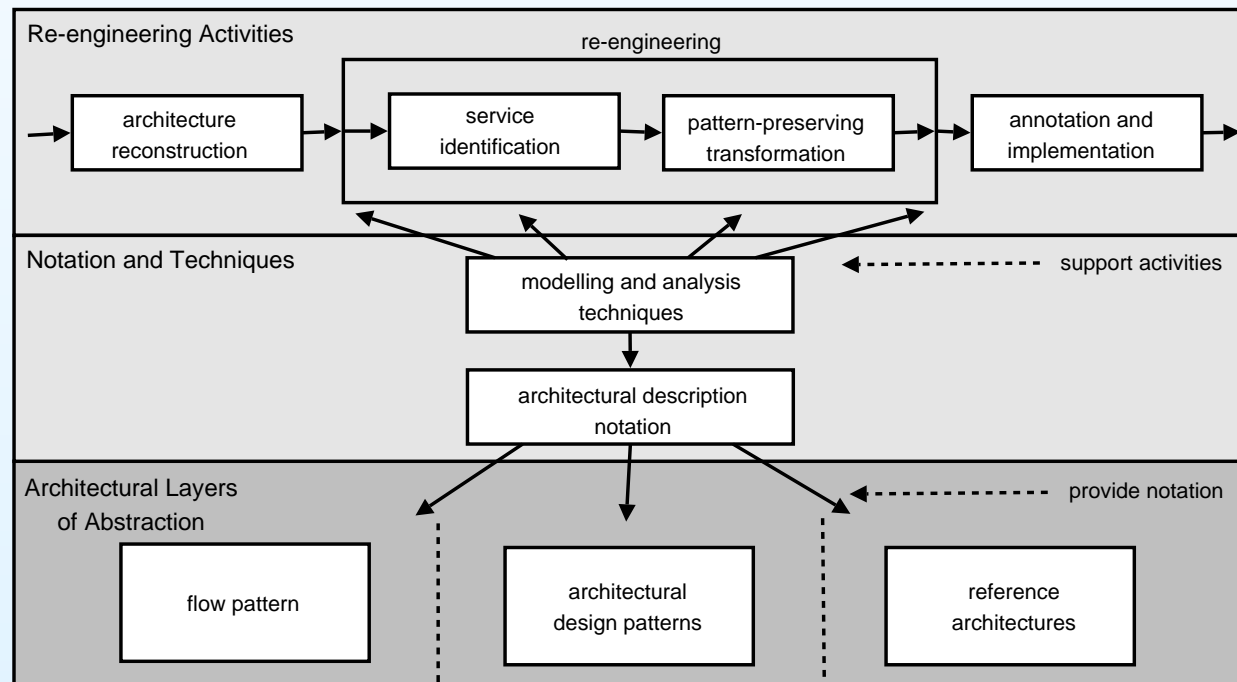 Re-engineering Activities
re-engineering
architecture
reconstruction
service
identification
pattern-preserving
transformation
annotation and
implementation
Notation and Techniques
support activities
modelling and analysis
techniques
architectural description
notation
Architectural Layers
of Abstraction
provide notation
flow pattern
architectural
design patterns
reference
architectures